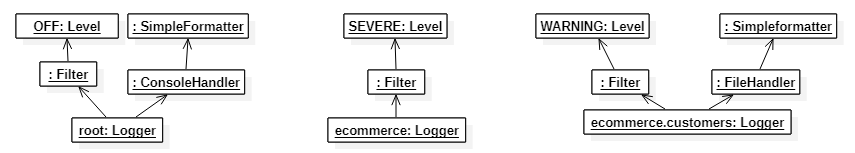 OFF: Level
: SimpleFormatter
: Filter
: ConsoleHandler
root: Logger
SEVERE: Level
: Filter
ecommerce: Logger
WARNING: Level
: Simpleformatter
: Filter
: FileHandler
ecommerce.customers: Logger